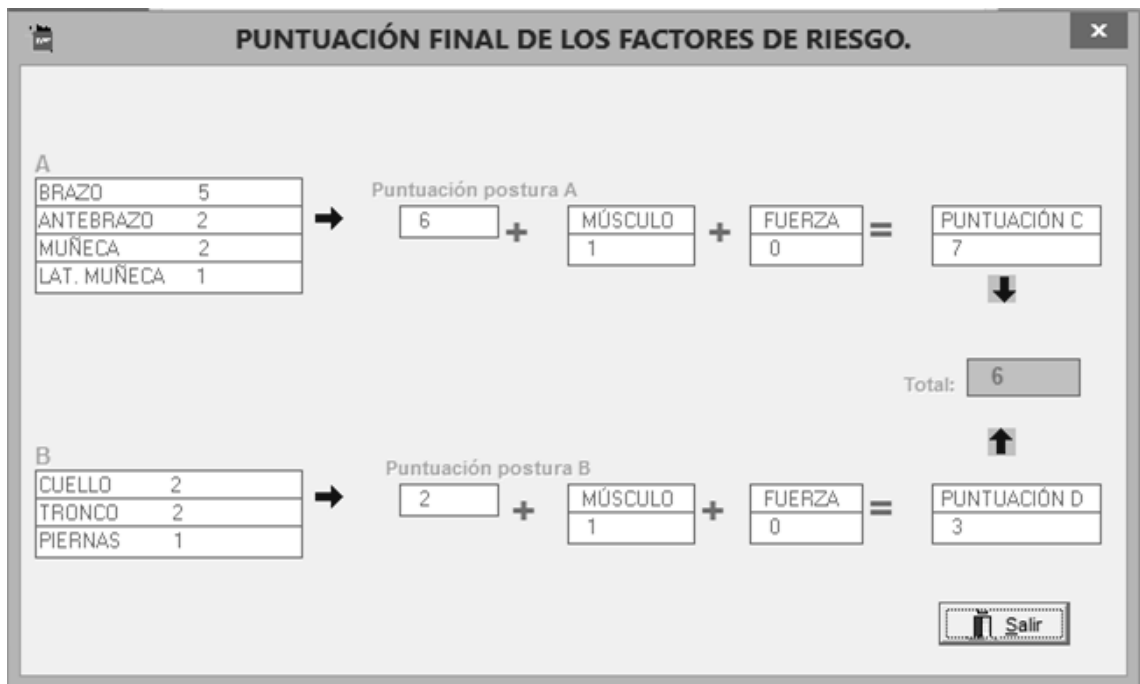 PUNTUACIÓN FINAL DE LOS FACTORES DE RIESGO.
A
BRAZO 5
ANTEBRAZO 2
MUÑECA 2
LAT. MUÑECA 1
Puntuación postura A
6 + MÚSCULO 1 + FUERZA 0 = PUNTUACIÓN C 7
Total: 6
B
CUELLO 2
TRONCO 2
PIERNAS 1
Puntuación postura B
2 + MÚSCULO 1 + FUERZA 0 = PUNTUACIÓN D 3
Salir